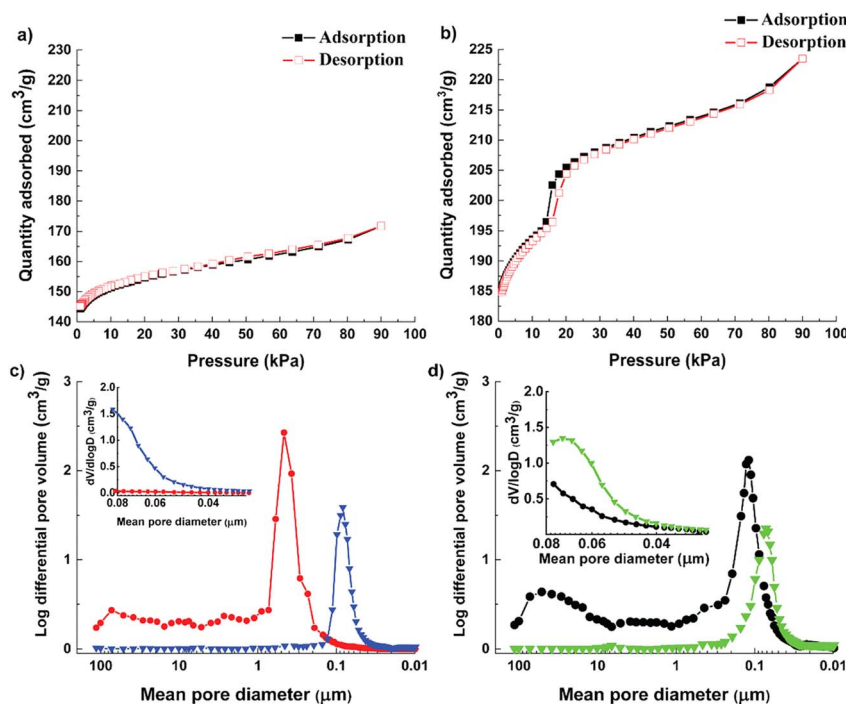 a)
Adsorption
Desorption
Quantity adsorbed (cm³/g)
230
220
210
200
190
180
170
160
150
140
0 10 20 30 40 50 60 70 80 90 100
Pressure (kPa)
b)
Adsorption
Desorption
Quantity adsorbed (cm³/g)
225
220
215
210
205
200
195
190
185
180
0 10 20 30 40 50 60 70 80 90 100
Pressure (kPa)
c)
Log differential pore volume (cm³/g)
3
2
1
0
100 10 1 0.1 0.01
Mean pore diameter (μm)
dV/dlogD (cm³/g)
2.0
1.5
1.0
0.5
0.0
0.08 0.06 0.04
Mean pore diameter (μm)
d)
Log differential pore volume (cm³/g)
3
2
1
0
100 10 1 0.1 0.01
Mean pore diameter (μm)
dV/logD (cm³/g)
2.0
1.5
1.0
0.5
0.08 0.06 0.04
Mean pore diameter (μm)